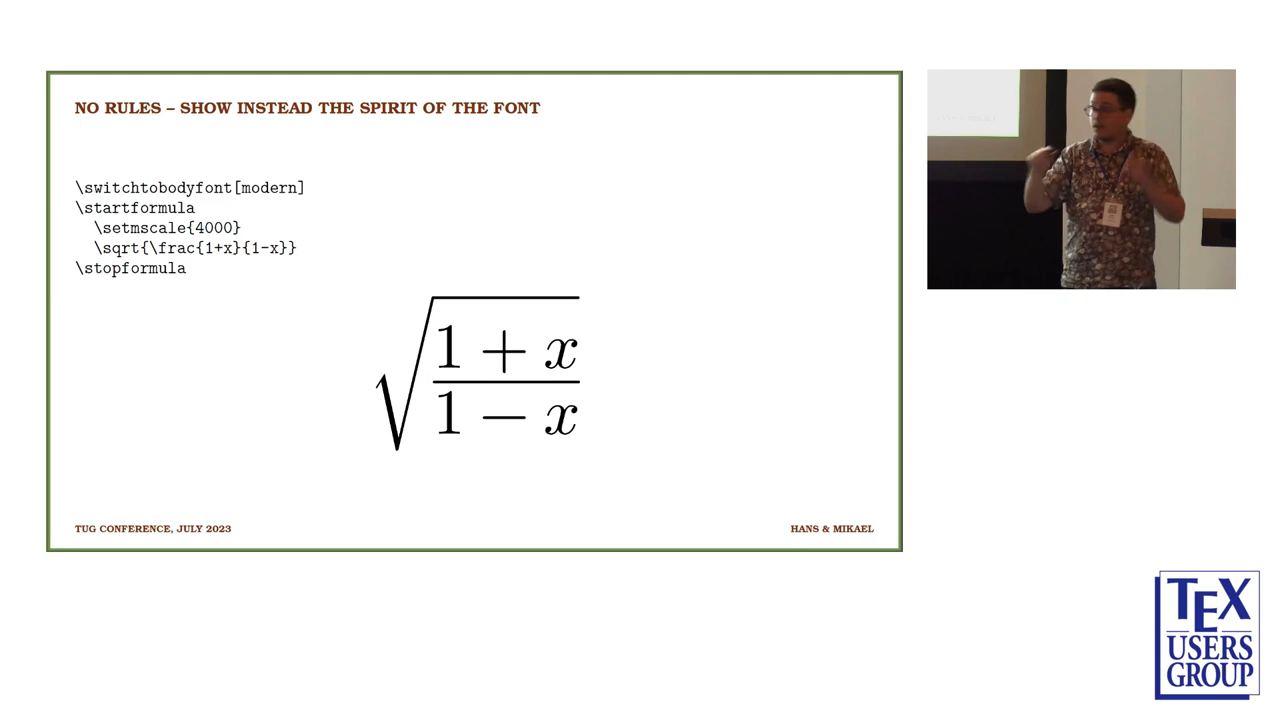 NO RULES – SHOW INSTEAD THE SPIRIT OF THE FONT
\switchtobodyfont[modern]
\startformula
  \setmscale{4000}
  \sqrt{\frac{1+x}{1-x}}
\stopformula
√
1 + x
1 − x
TUG CONFERENCE, JULY 2023
HANS & MIKAEL
TEX
USERS
GROUP